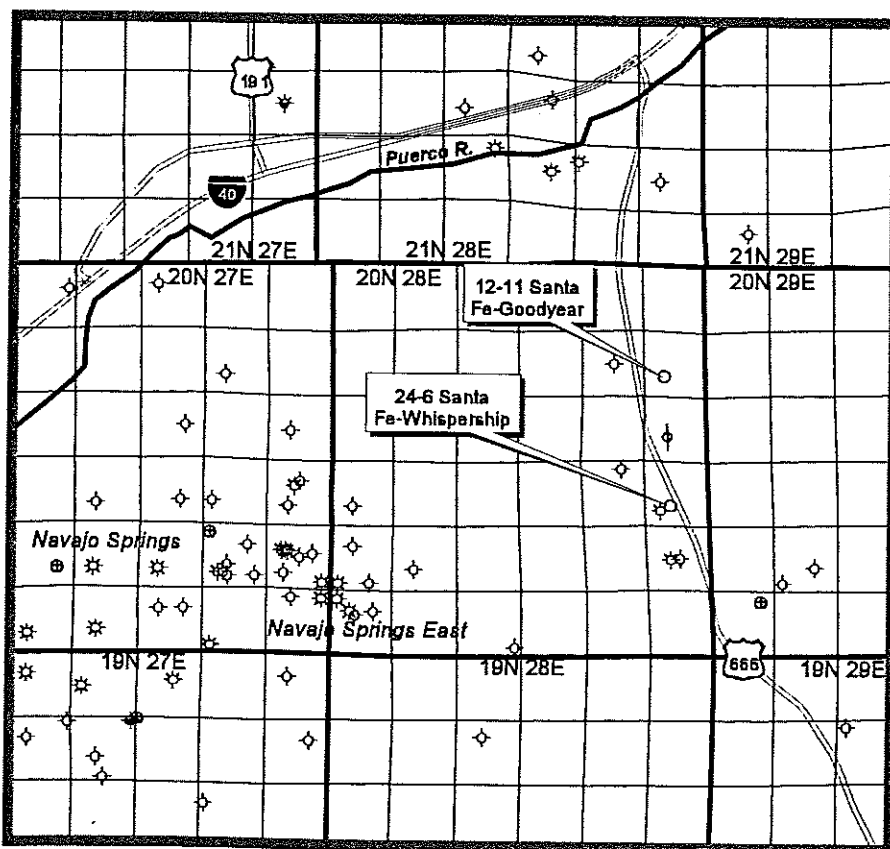 191
Puerco R.
40
21N 27E
21N 28E
21N 29E
20N 27E
20N 28E
20N 29E
12-11 Santa
Fe-Goodyear
24-6 Santa
Fe-Whispership
Navajo Springs
Navajo Springs East
19N 27E
19N 28E
666
19N 29E